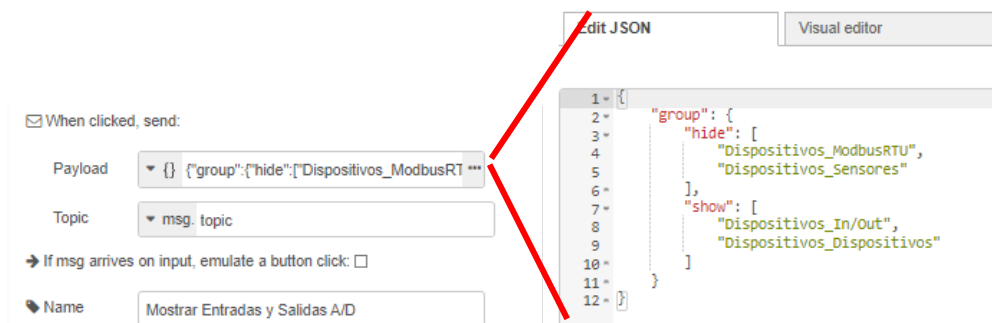 When clicked, send:
Payload
{} {"group":{"hide":["Dispositivos_ModbusRT ···
Topic
msg. topic
If msg arrives on input, emulate a button click:
Name
Mostrar Entradas y Salidas A/D
Edit JSON
Visual editor
1 {
2 "group": {
3 "hide": [
4 "Dispositivos_ModbusRTU",
5 "Dispositivos_Sensores"
6 ],
7 "show": [
8 "Dispositivos_In/Out",
9 "Dispositivos_Dispositivos"
10 ]
11 }
12 }